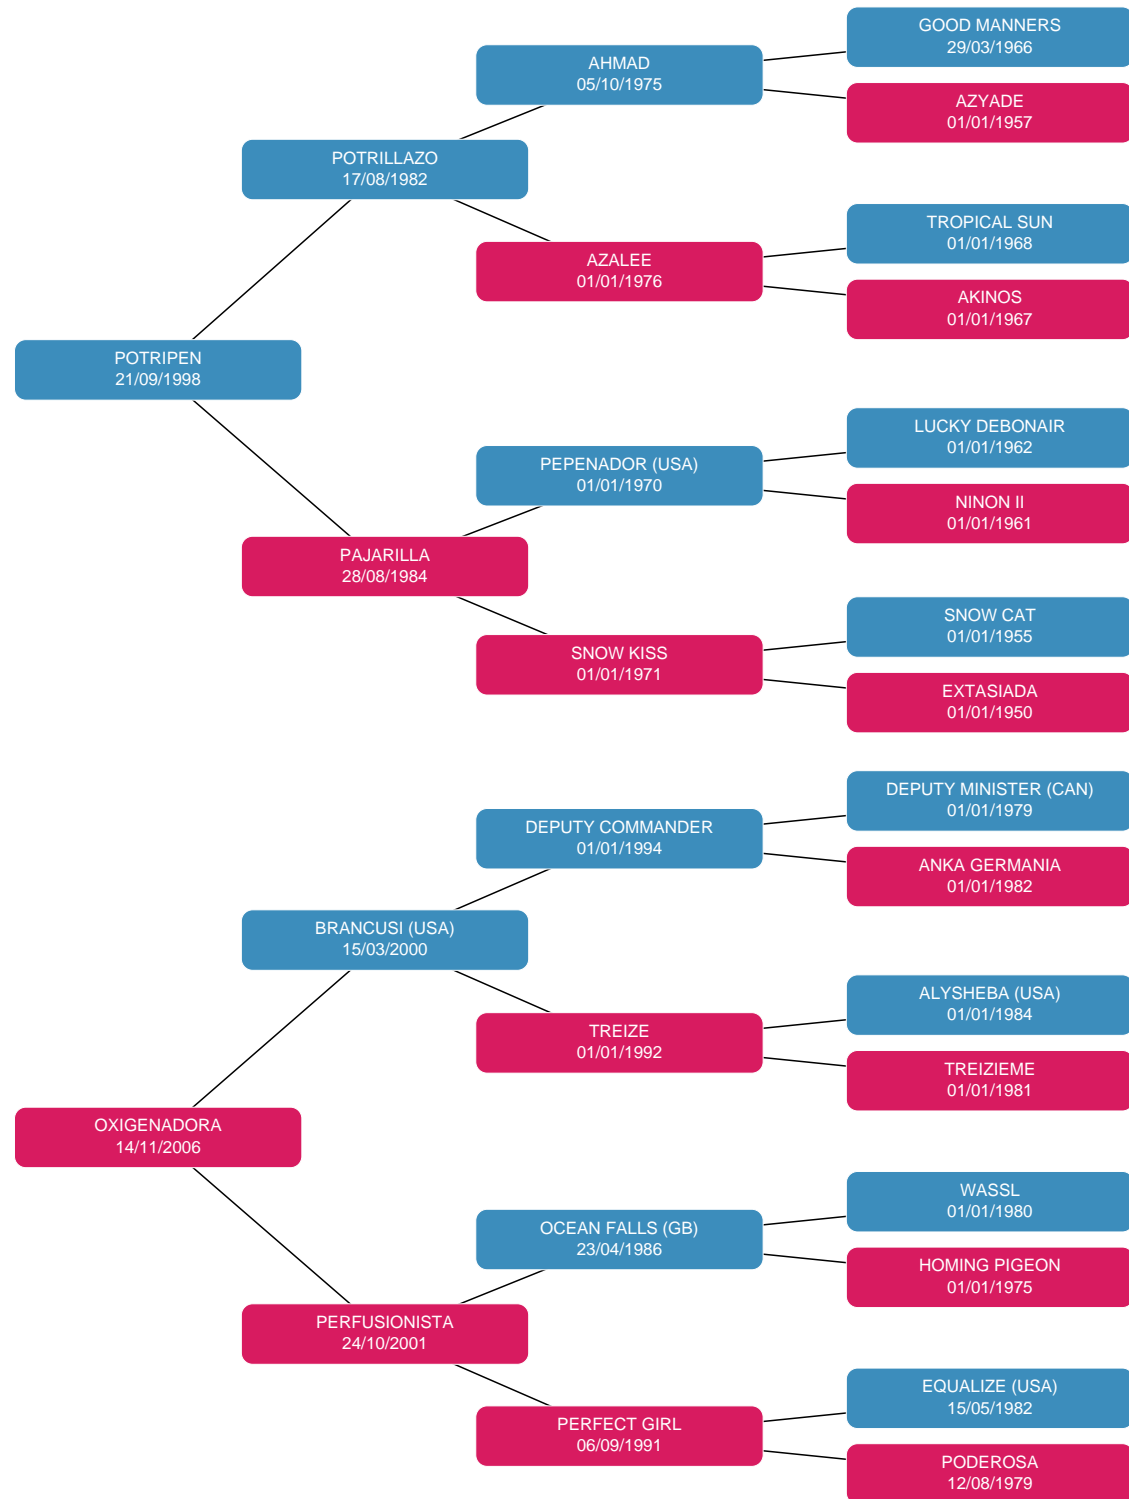 GOOD MANNERS
29/03/1966
AHMAD
05/10/1975
AZYADE
01/01/1957
POTRILLAZO
17/08/1982
TROPICAL SUN
01/01/1968
AZALEE
01/01/1976
AKINOS
01/01/1967
POTRIPEN
21/09/1998
LUCKY DEBONAIR
01/01/1962
PEPENADOR (USA)
01/01/1970
NINON II
01/01/1961
PAJARILLA
28/08/1984
SNOW CAT
01/01/1955
SNOW KISS
01/01/1971
EXTASIADA
01/01/1950
DEPUTY MINISTER (CAN)
01/01/1979
DEPUTY COMMANDER
01/01/1994
ANKA GERMANIA
01/01/1982
BRANCUSI (USA)
15/03/2000
ALYSHEBA (USA)
01/01/1984
TREIZE
01/01/1992
TREIZIEME
01/01/1981
OXIGENADORA
14/11/2006
WASSL
01/01/1980
OCEAN FALLS (GB)
23/04/1986
HOMING PIGEON
01/01/1975
PERFUSIONISTA
24/10/2001
EQUALIZE (USA)
15/05/1982
PERFECT GIRL
06/09/1991
PODEROSA
12/08/1979